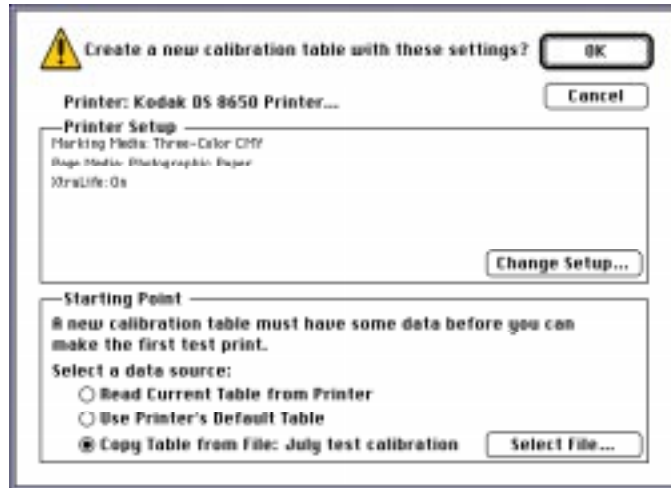 Create a new calibration table with these settings?
OK
Cancel
Printer: Kodak DS 8650 Printer...
Printer Setup
Marking Media: Three-Color CMY
Page Media: Photographic Paper
XtraLife: On
Change Setup...
Starting Point
A new calibration table must have some data before you can
make the first test print.
Select a data source:
Read Current Table from Printer
Use Printer's Default Table
Copy Table from File: July test calibration
Select File...